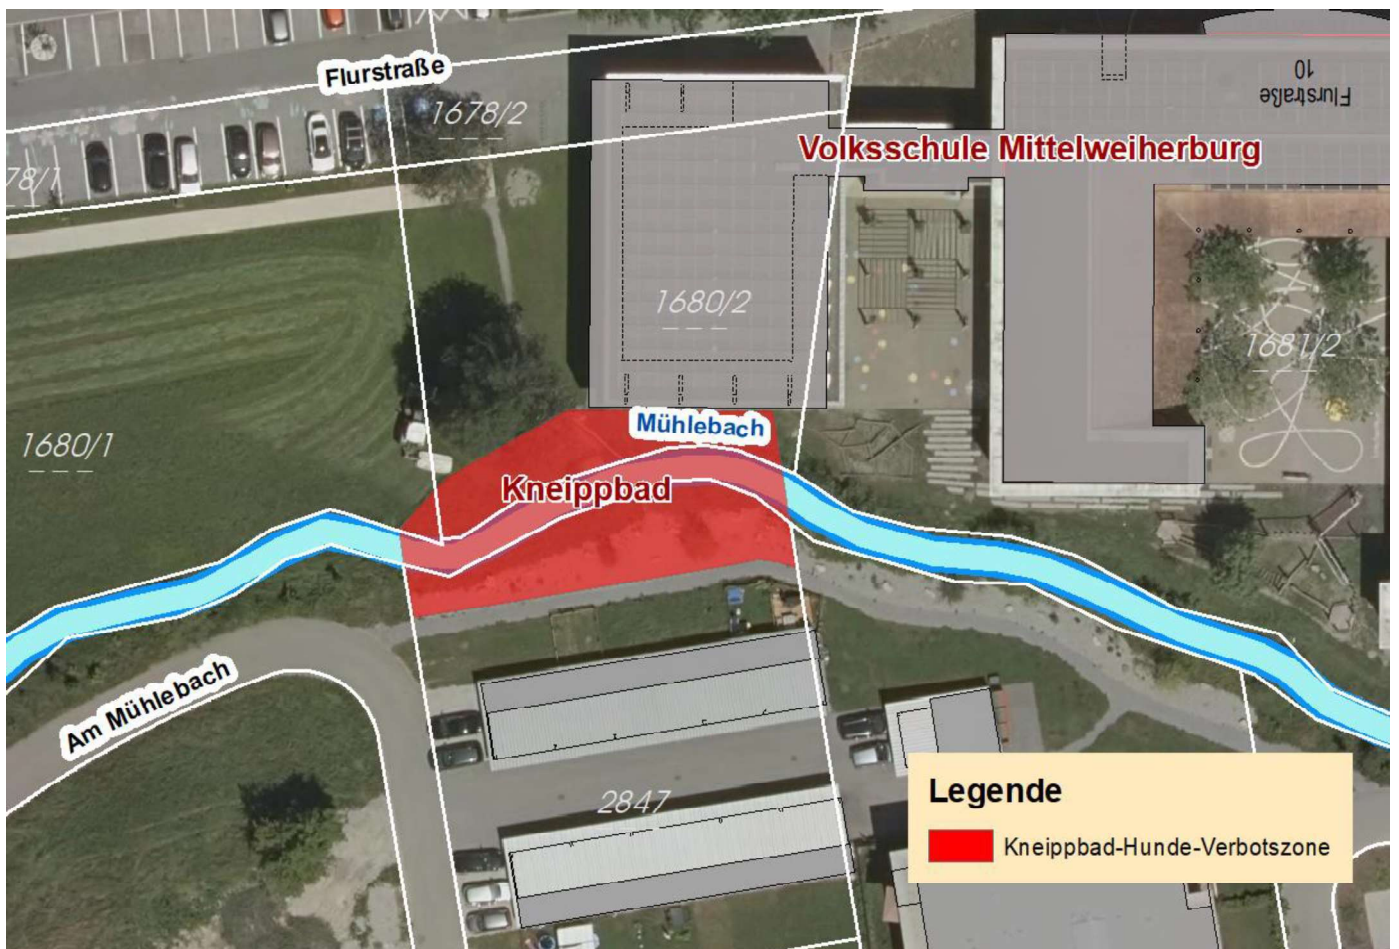 Flurstraße
1678/2
Flurstraße
10
Volksschule Mittelweiherburg
78/1
1680/2
1681/2
Mühlebach
1680/1
Kneippbad
Am Mühlebach
2847
Legende
Kneippbad-Hunde-Verbotszone